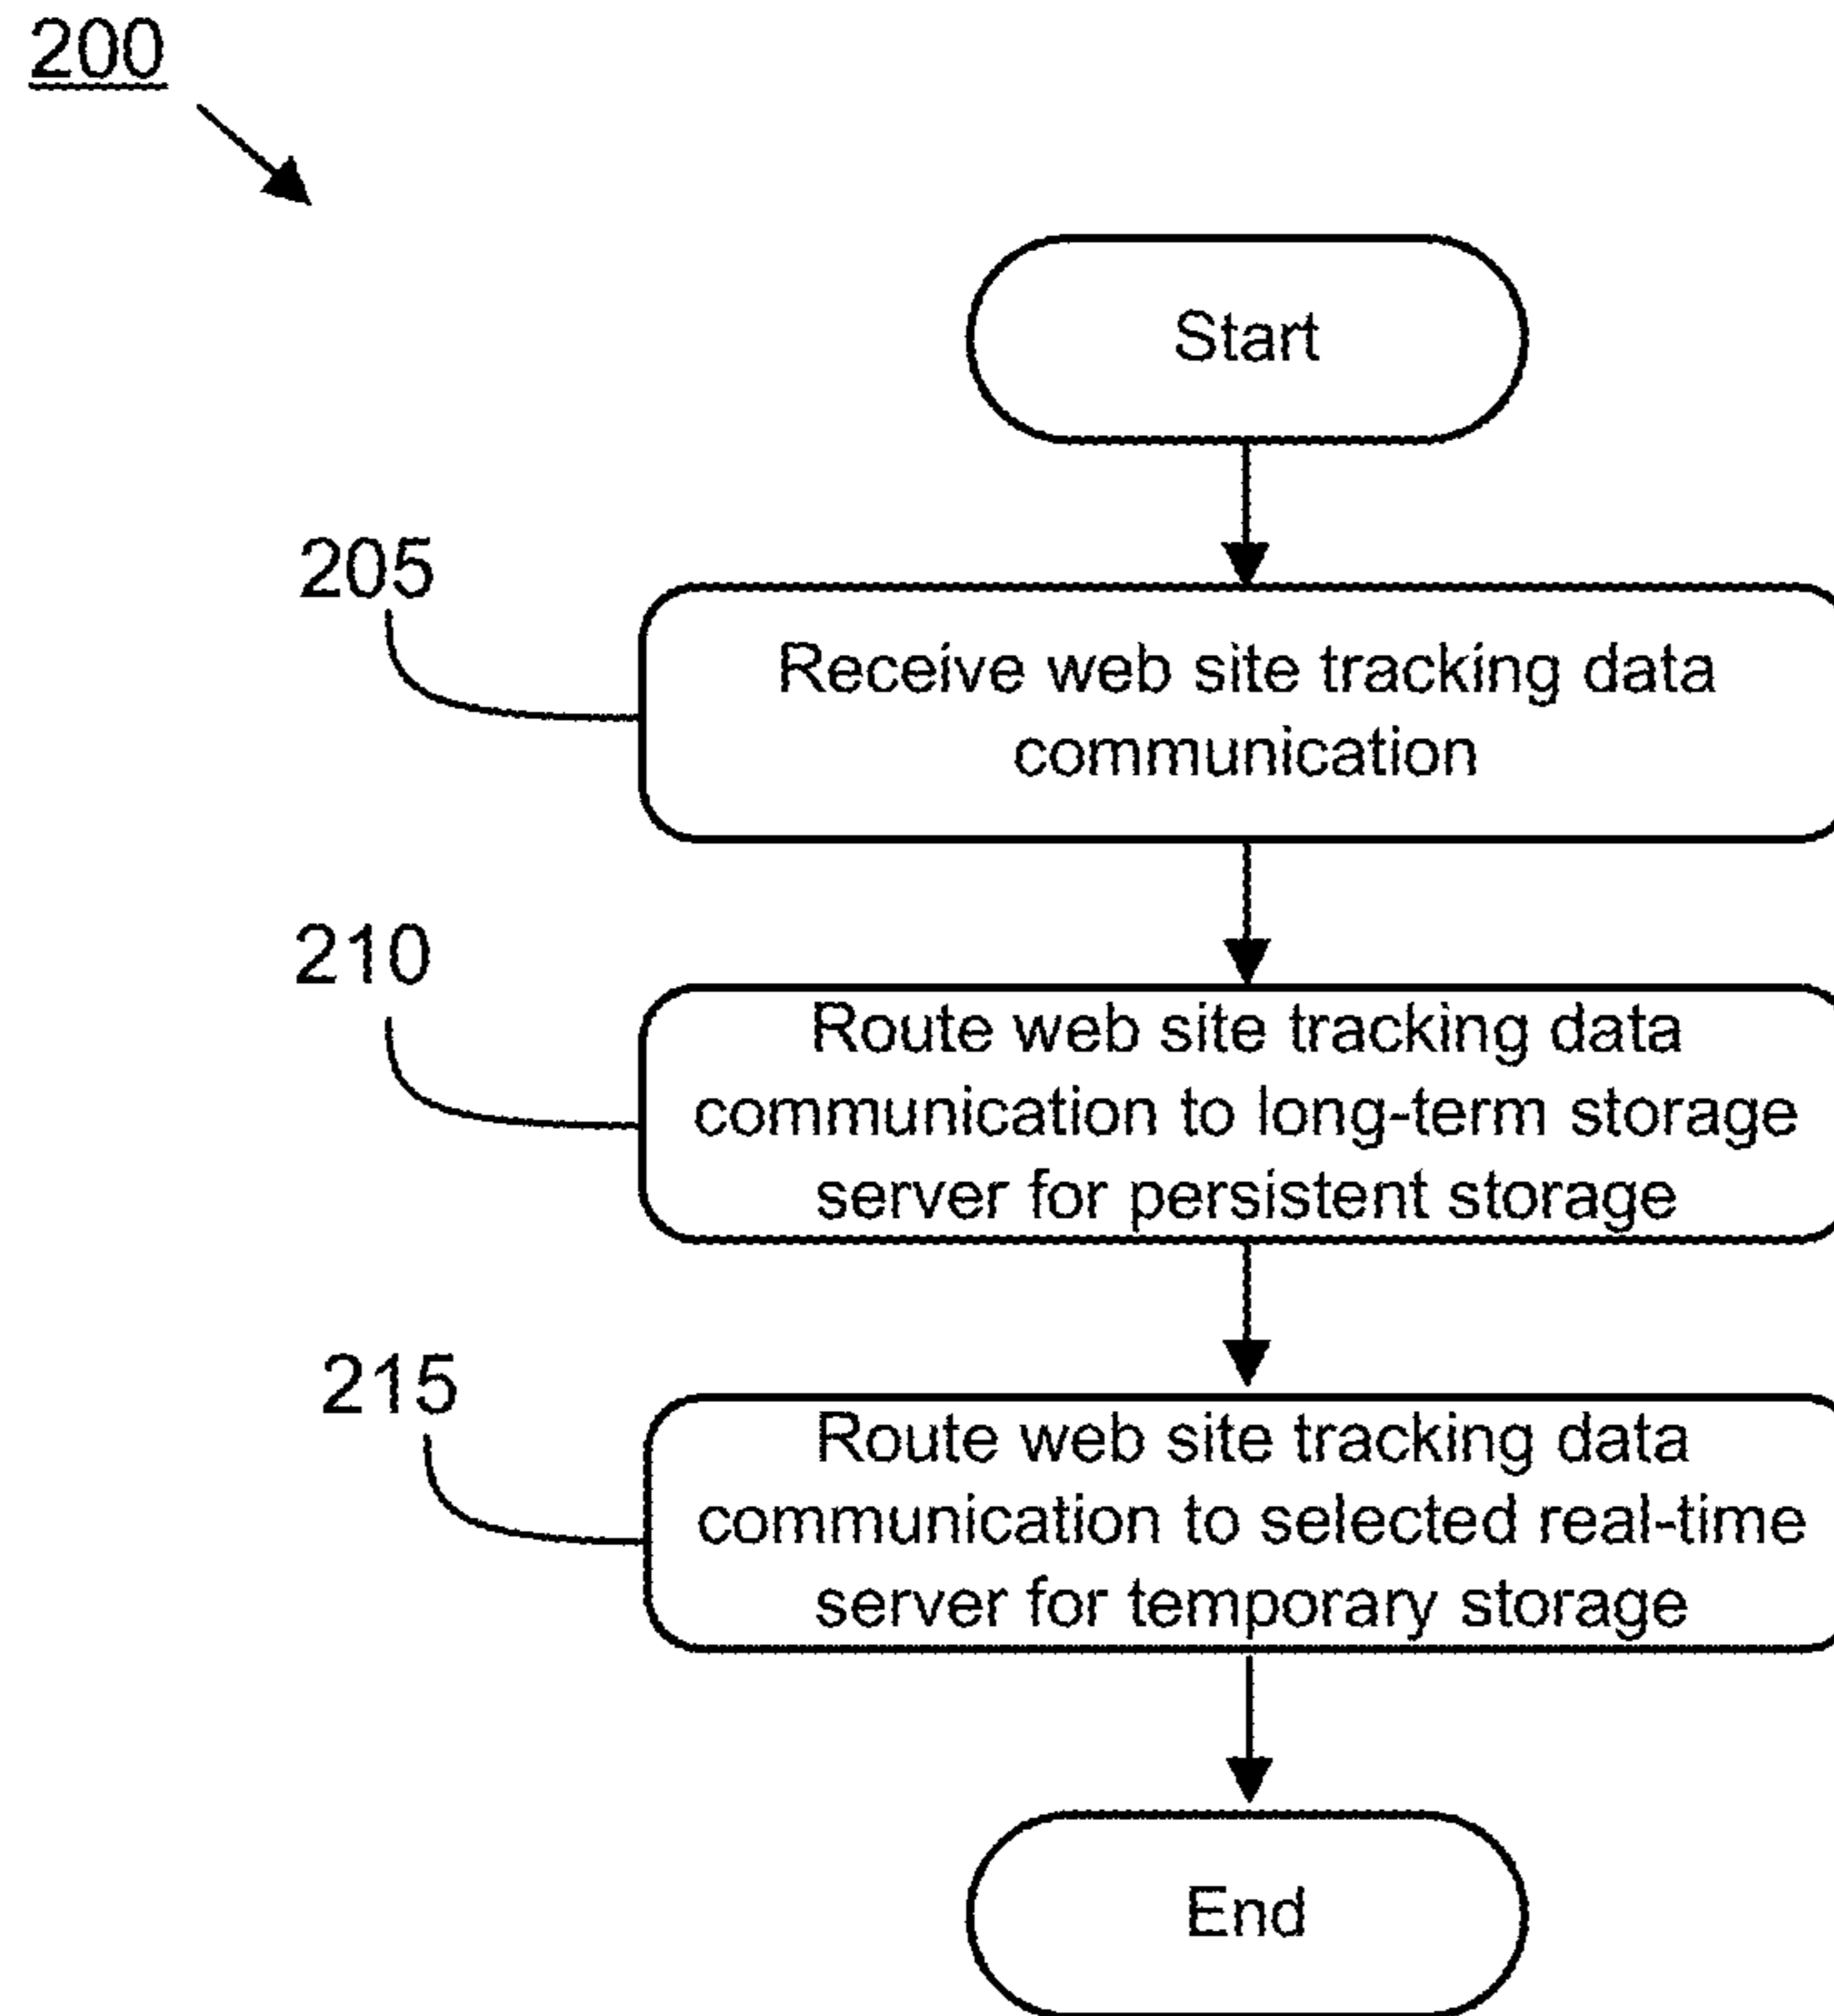 200
Start
205
Receive web site tracking data
communication
210
Route web site tracking data
communication to long-term storage
server for persistent storage
215
Route web site tracking data
communication to selected real-time
server for temporary storage
End